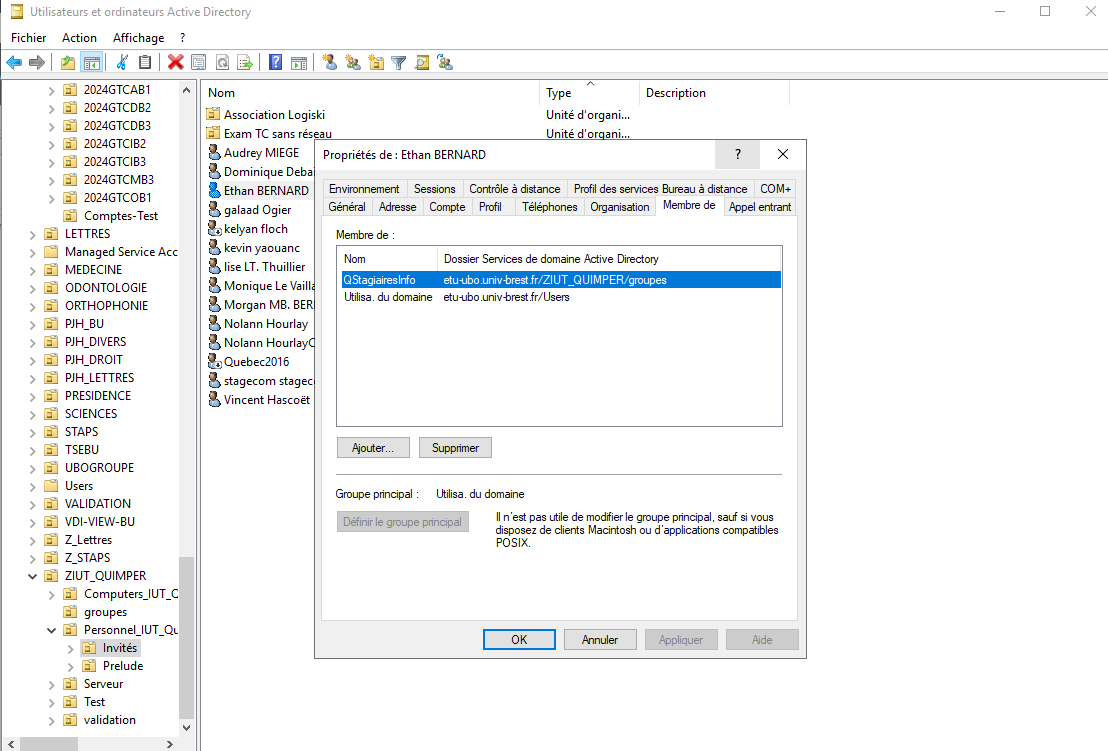 Utilisateurs et ordinateurs Active Directory
Fichier Action Affichage ?
2024GTCAB1
2024GTCDB2
2024GTCDB3
2024GTCIB2
2024GTCIB3
2024GTCMB3
2024GTCOB1
Comptes-Test
LETTRES
Managed Service Acc
MEDECINE
ODONTOLOGIE
ORTHOPHONIE
PJH_BU
PJH_DIVERS
PJH_DROIT
PJH_LETTRES
PRESIDENCE
SCIENCES
STAPS
TSEBU
UBOGROUPE
Users
VALIDATION
VDI-VIEW-BU
Z_Lettres
Z_STAPS
ZIUT_QUIMPER
Computers_IUT_Q
groupes
Personnel_IUT_Qu
Invités
Prelude
Serveur
Test
validation
Nom Type Description
Association Logiski Unité d'organi...
Exam TC sans réseau Unité d'organi...
Audrey MIEGE
Dominique Debai
Ethan BERNARD
galaad Ogier
kyelian floch
kevin yaouanc
lise LT. Thuillier
Monique Le Vailla
Morgan MB. BER
Nolann Hourlay
Nolann HourlayC
Quebec2016
stagecom stagec
Vincent Hascoët
Propriétés de : Ethan BERNARD ?
Environnement Sessions Contrôle à distance Profil des services Bureau à distance COM+
Général Adresse Compte Profil Téléphones Organisation Membre de Appel entrant
Membre de :
Nom Dossier Services de domaine Active Directory
QStagiairesInfo etu-ubo.univ-brest.fr/ZIUT_QUIMPER/groupes
Utilisa. du domaine etu-ubo.univ-brest.fr/Users
Ajouter... Supprimer
Groupe principal : Utilisa. du domaine
Définir le groupe principal
Il n'est pas utile de modifier le groupe principal, sauf si vous
disposez de clients Macintosh ou d'applications compatibles
POSIX.
OK Annuler Appliquer Aide